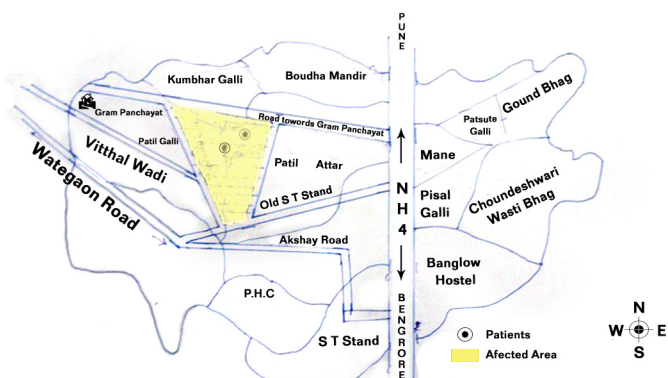 PUNE
Kumbhar Galli
Boudha Mandir
Gram Panchayat
Road towords Gram Panchayat
Patsute
Galli
Gound Bhag
Patil Galli
Vitthal Wadi
Patil
Attar
Mane
Wategaon Road
Old S T Stand
NH4
Pisal
Galli
Choundeshwari
Wasti Bhag
Akshay Road
Banglow
Hostel
P.H.C
S T Stand
BENGRORE
Patients
Afected Area
N
W
E
S